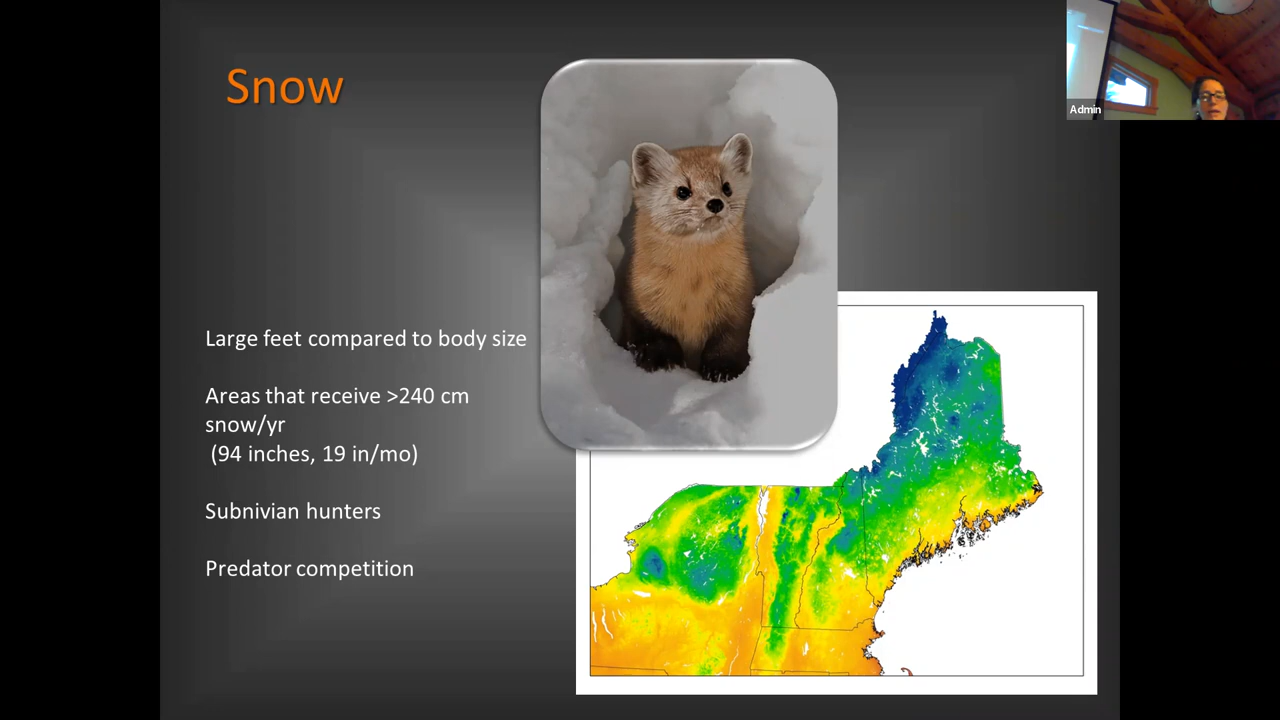 Snow
Admin
Large feet compared to body size
Areas that receive >240 cm
snow/yr
(94 inches, 19 in/mo)
Subnivian hunters
Predator competition